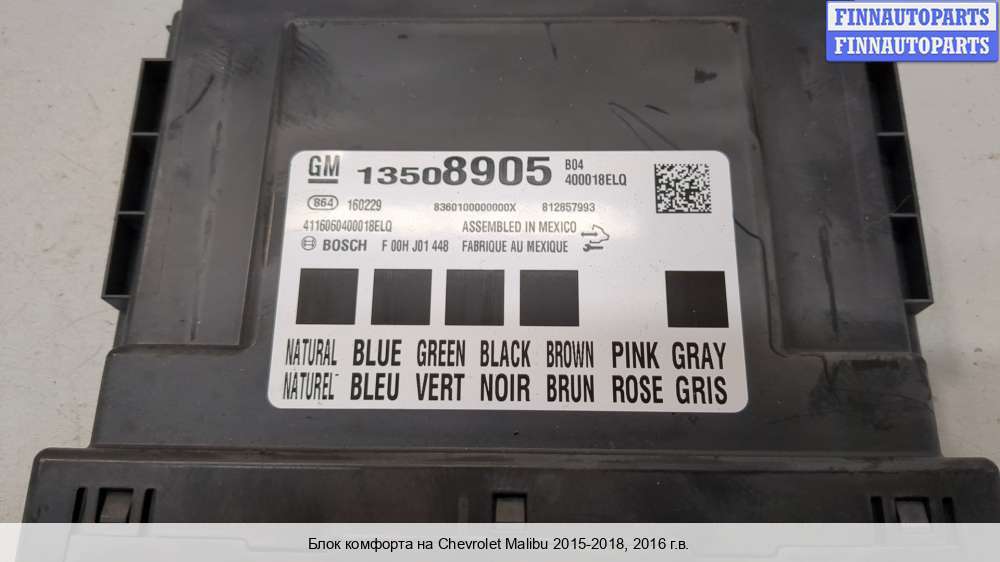 FINNAUTOPARTS
FINNAUTOPARTS
GM 13508905 B04
400018ELQ
864 160229 8360100000000X 812857993
4116060400018ELQ ASSEMBLED IN MEXICO
BOSCH F 00H J01 448 FABRIQUE AU MEXIQUE
NATURAL BLUE GREEN BLACK BROWN PINK GRAY
NATUREL BLEU VERT NOIR BRUN ROSE GRIS
Блок комфорта на Chevrolet Malibu 2015-2018, 2016 г.в.